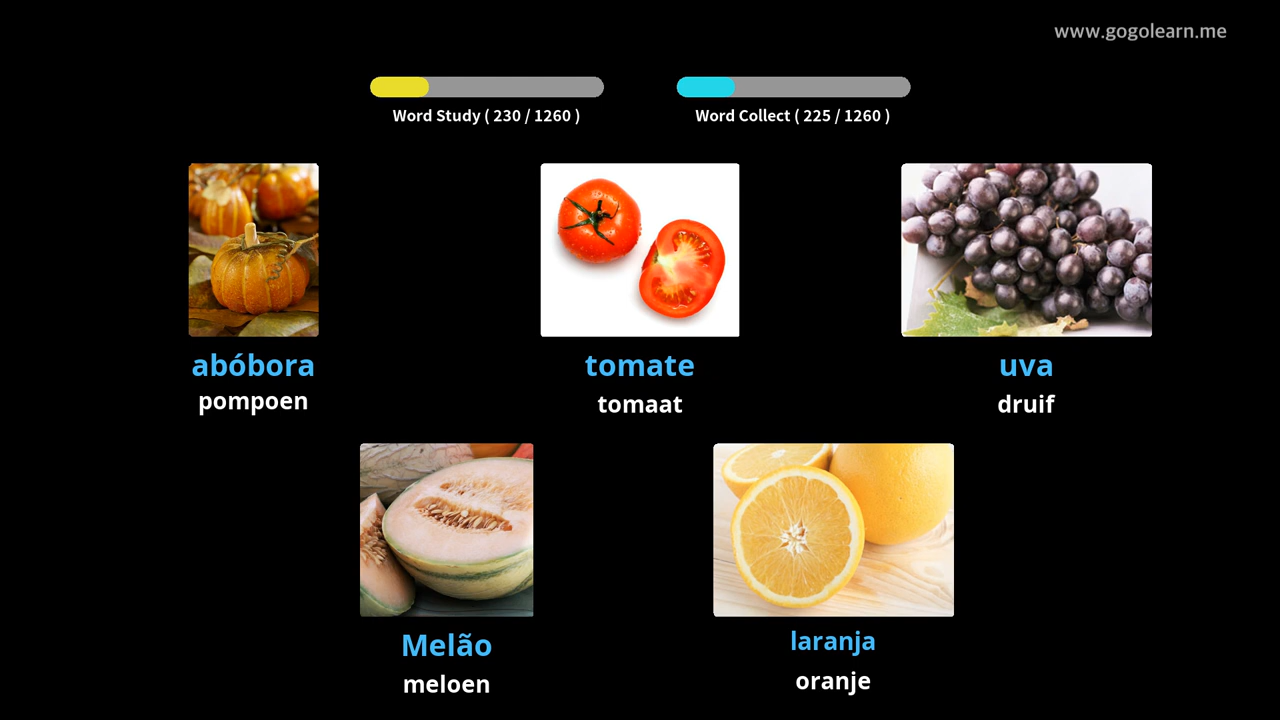 www.gogolearn.me
Word Study ( 230 / 1260 )
Word Collect ( 225 / 1260 )
abóbora
pompoen
tomate
tomaat
uva
druif
Melão
meloen
laranja
oranje